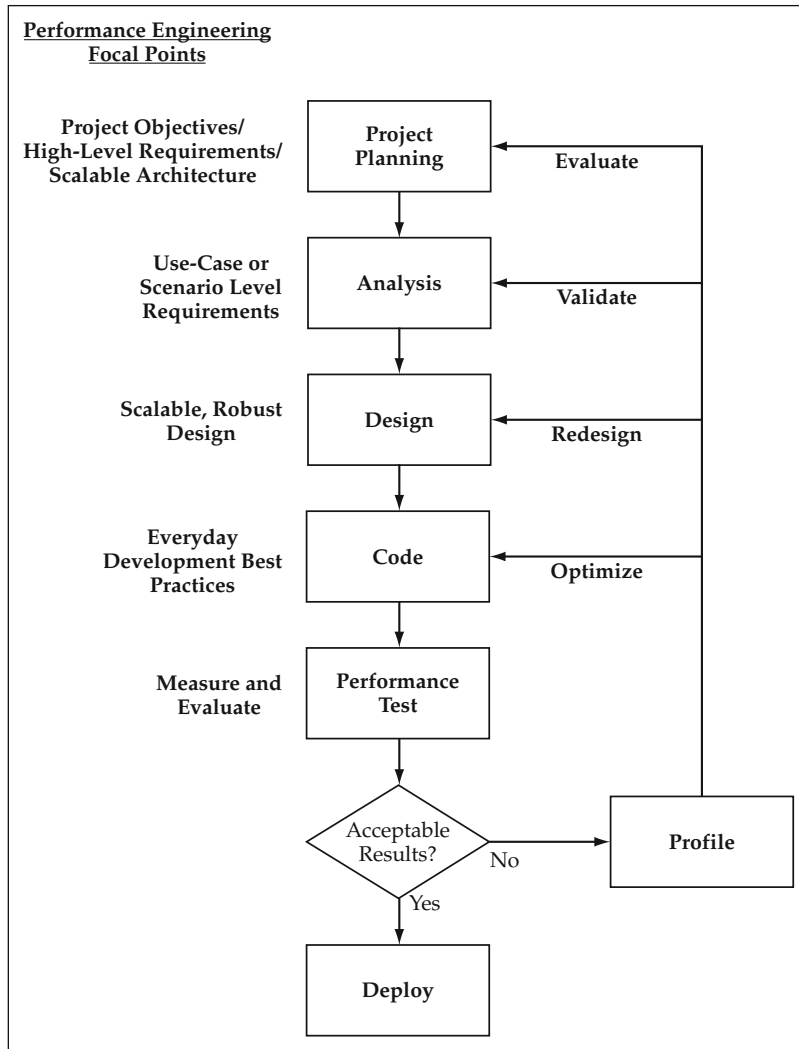 Performance Engineering
Focal Points
Project Objectives/
High-Level Requirements/
Scalable Architecture
Project
Planning
Evaluate
Use-Case or
Scenario Level
Requirements
Analysis
Validate
Scalable, Robust
Design
Design
Redesign
Everyday
Development Best
Practices
Code
Optimize
Measure and
Evaluate
Performance
Test
Acceptable
Results?
No
Profile
Yes
Deploy